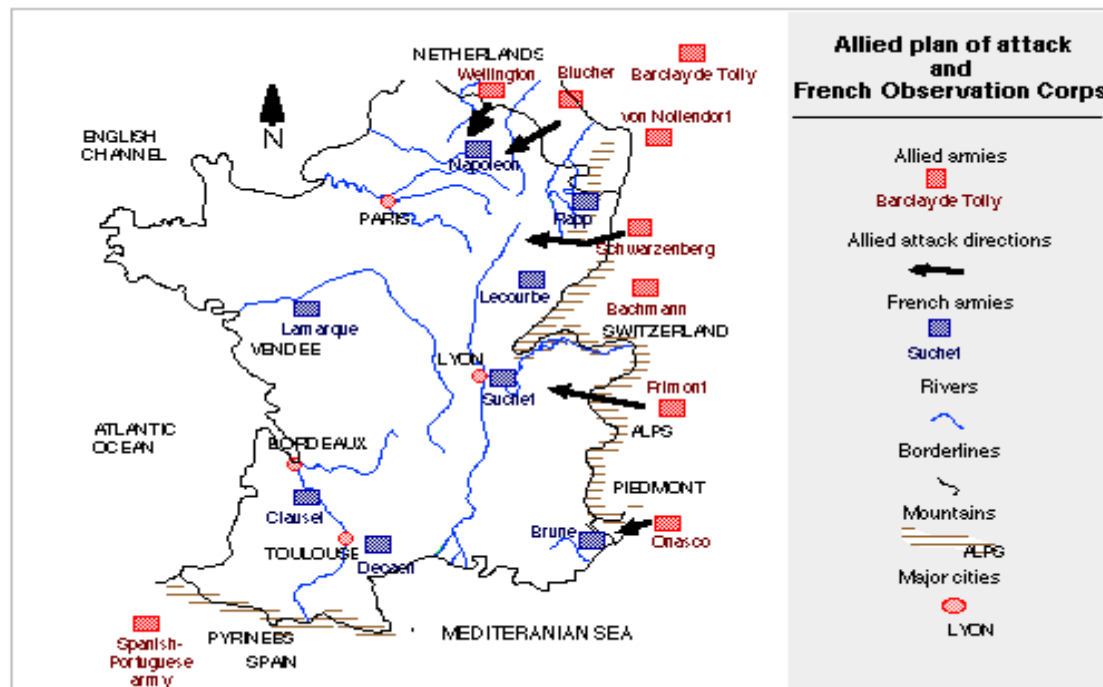 NETHERLANDS
Wellington
Blucher
Barclay de Tolly
von Nollendorf
N
ENGLISH
CHANNEL
Napoleon
PARIS
Rapp
Schwarzenberg
Lecourbe
Bachmann
SWITZERLAND
Lamarque
VENDEE
LYON
Suchet
Frimont
ALPS
ATLANTIC
OCEAN
BORDEAUX
Clausel
PIEDMONT
Brune
Onasco
TOULOUSE
Decaen
PYRINEES
SPAIN
MEDITERANIAN SEA
Spanish-
Portuguese
army
Allied plan of attack
and
French Observation Corps
Allied armies
Barclay de Tolly
Allied attack directions
French armies
Suchet
Rivers
Borderlines
Mountains
ALPS
Major cities
LYON